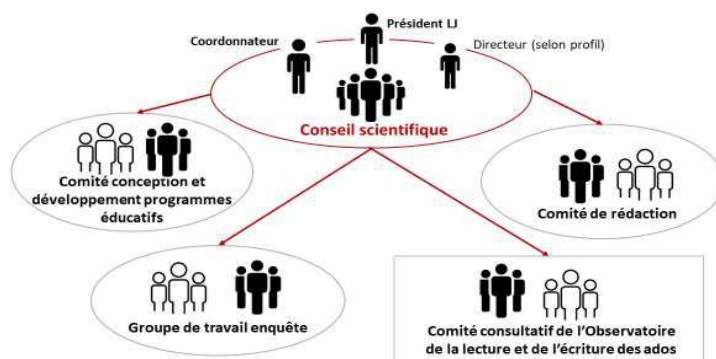 Président LJ
Coordonnateur
Directeur (selon profil)
Conseil scientifique
Comité conception et
développement programmes
éducatifs
Comité de rédaction
Groupe de travail enquête
Comité consultatif de l'Observatoire
de la lecture et de l'écriture des ados